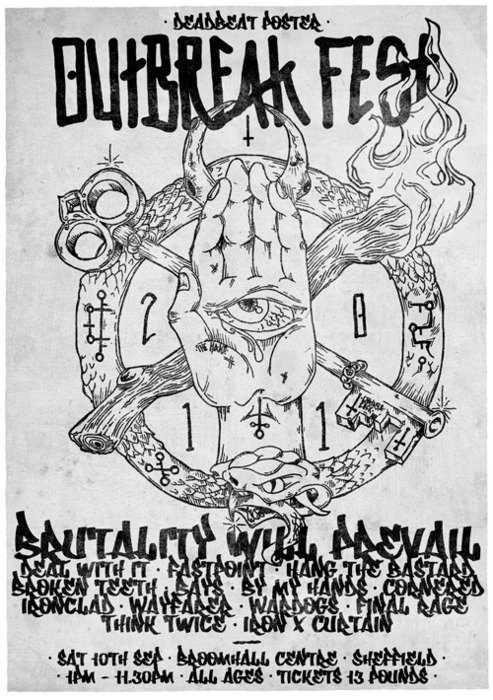 · DEADBEAT POSTER ·
OUTBREAK FEST
2 0
1 1
BRUTALITY WILL PREVAIL
DEAL WITH IT · FASTPOINT · HANG THE BASTARD
BROKEN TEETH · BAYS · BY MY HANDS · CORNERED
IRONCLAD · WAYFARER · WARDOGS · FINAL RAGE
THINK TWICE · IRON X CURTAIN
· SAT 10TH SEP · BROOMHALL CENTRE · SHEFFIELD ·
· 1PM - 11.30PM · ALL AGES · TICKETS 13 POUNDS ·